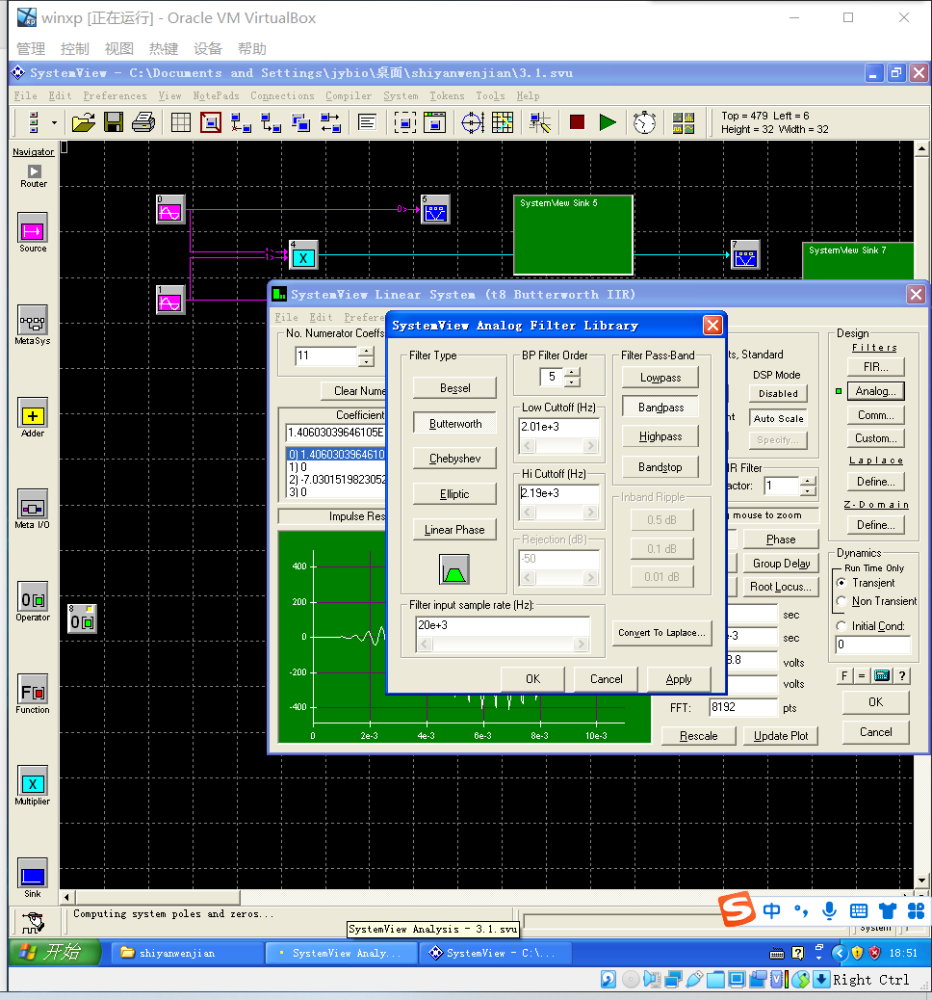 winxp [正在运行] - Oracle VM VirtualBox
管理 控制 视图 热键 设备 帮助
SystemView - C:\Documents and Settings\jybio\桌面\shiyanwenjian\3.1.svu
File Edit Preferences View NotePads Connections Compiler System Tokens Tools Help
Top = 479 Left = 6
Height = 32 Width = 32
Navigator
Router
Source
MetaSys
Adder
Meta I/O
Operator
Function
Multiplier
Sink
0
5
SystemView Sink 5
4
X
7
SystemView Sink 7
1
8
SystemView Linear System (t8 Butterworth IIR)
File Edit Prefere
No. Numerator Coeffs
11
Clear Nume
Coefficient
1.40603039646105E
0) 1.4060303964610
1) 0
2) -7.0301519823052
3) 0
Impulse Res
400
200
0
-200
-400
0 2e-3 4e-3 6e-3 8e-3 10e-3
SystemView Analog Filter Library
Filter Type
Bessel
Butterworth
Chebyshev
Elliptic
Linear Phase
BP Filter Order
5
Low Cuttoff (Hz)
2.01e+3
Hi Cuttoff (Hz)
2.19e+3
Rejection (dB)
-50
Filter Pass-Band
Lowpass
Bandpass
Highpass
Bandstop
Inband Ripple
0.5 dB
0.1 dB
0.01 dB
Filter input sample rate (Hz):
20e+3
Convert To Laplace...
OK Cancel Apply
ts, Standard
DSP Mode
Disabled
nt
Auto Scale
Specify...
IR Filter
actor: 1
g mouse to zoom
Phase
Group Delay
Root Locus...
sec
e-3 sec
8.8 volts
volts
FFT: 8192 pts
Rescale Update Plot
Design
Filters
FIR...
Analog...
Comm...
Custom...
Laplace
Define...
Z-Domain
Define...
Dynamics
Run Time Only
Transient
Non Transient
Initial Cond:
0
F = ?
OK
Cancel
Computing system poles and zeros...
SystemView Analysis - 3.1.svu
中
System
开始
shiyanwenjian
SystemView Analy...
SystemView - C:\...
18:51
Right Ctrl